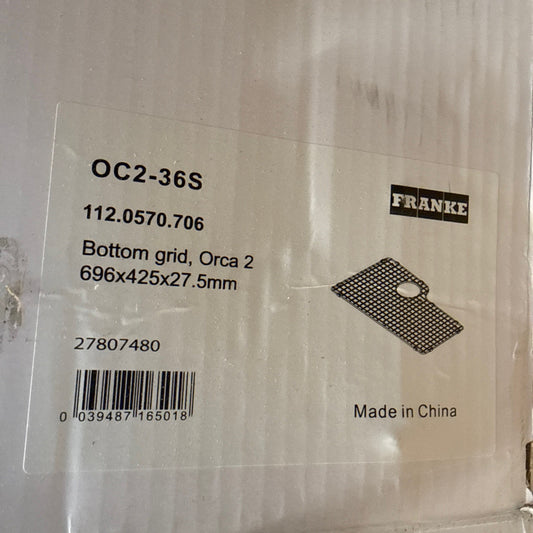 OC2-36S
FRANKE
112.0570.706
Bottom grid, Orca 2
696x425x27.5mm
27807480
0 039487 165018
Made in China